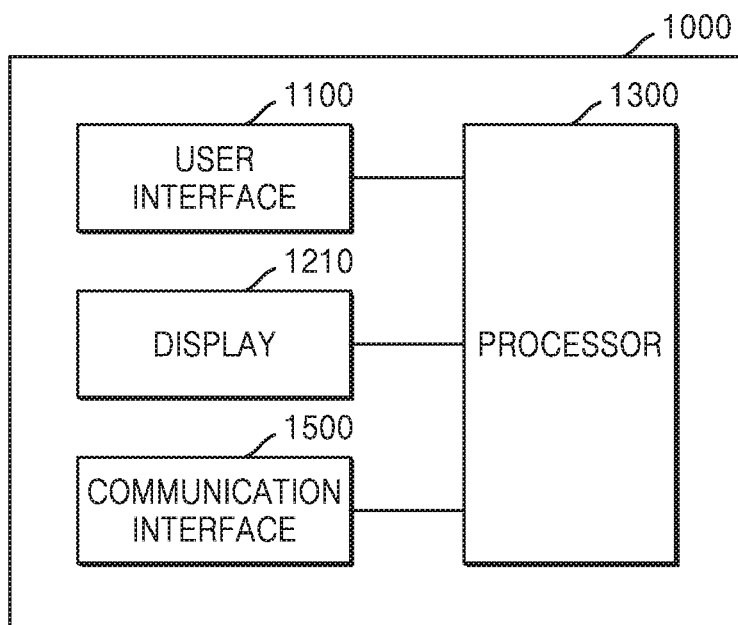 1000
1100
USER
INTERFACE
1300
PROCESSOR
1210
DISPLAY
1500
COMMUNICATION
INTERFACE